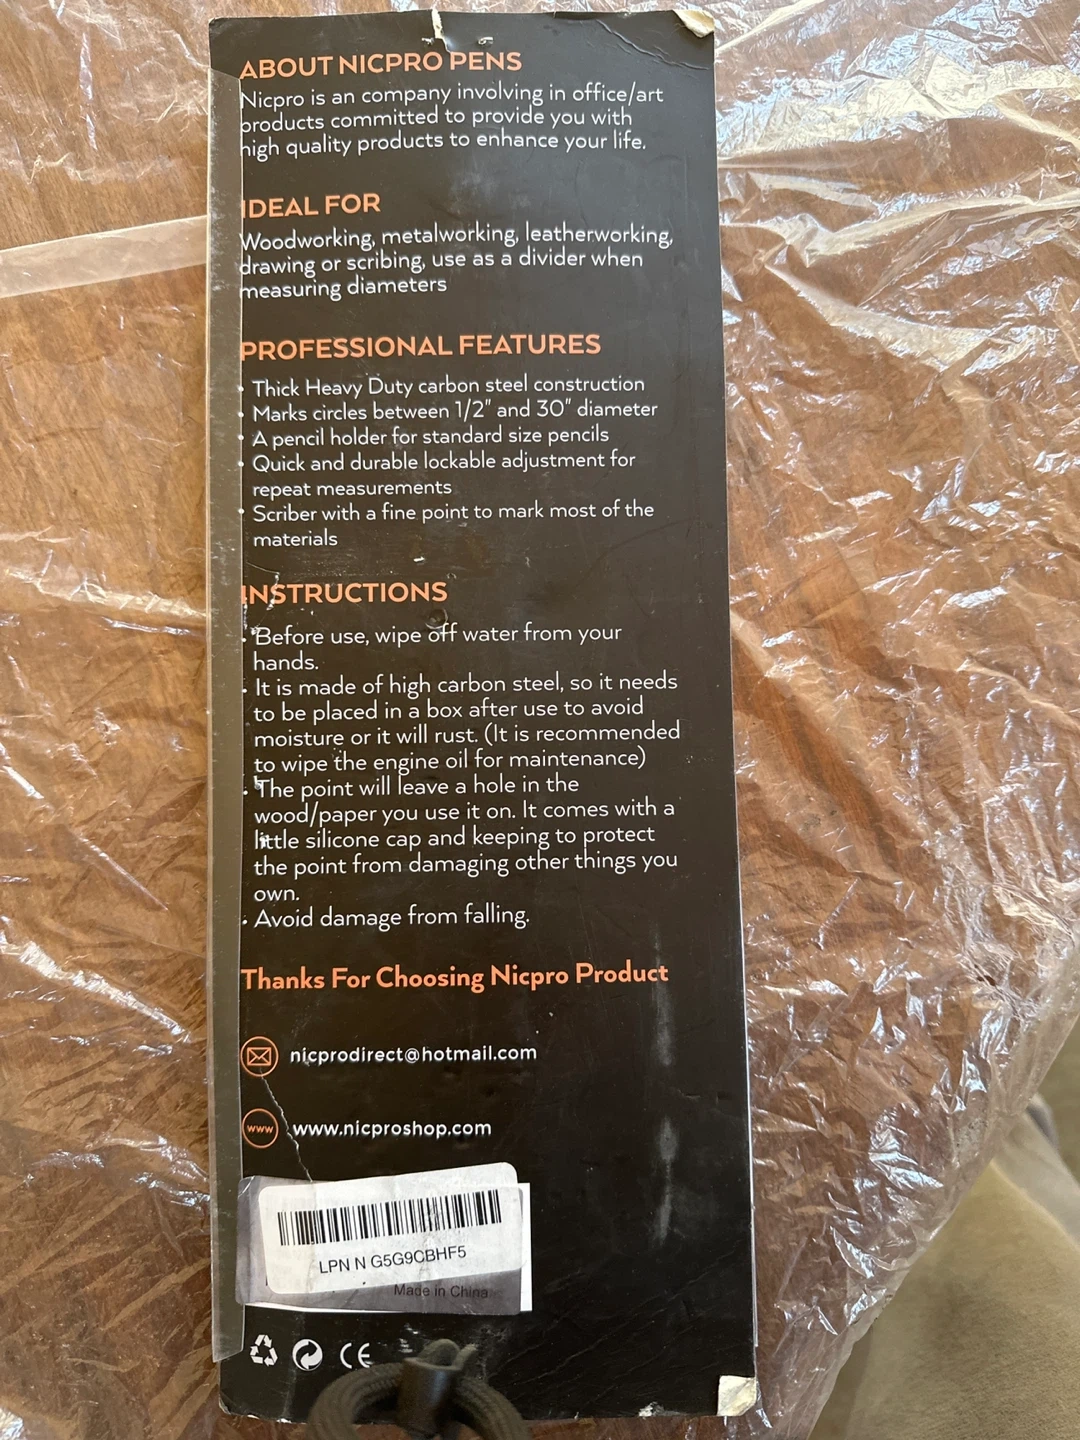 ABOUT NICPRO PENS
Nicpro is an company involving in office/art
products committed to provide you with
high quality products to enhance your life.
IDEAL FOR
Woodworking, metalworking, leatherworking,
drawing or scribing, use as a divider when
measuring diameters
PROFESSIONAL FEATURES
• Thick Heavy Duty carbon steel construction
• Marks circles between 1/2" and 30" diameter
• A pencil holder for standard size pencils
• Quick and durable lockable adjustment for
repeat measurements
• Scriber with a fine point to mark most of the
materials
INSTRUCTIONS
• Before use, wipe off water from your
hands.
• It is made of high carbon steel, so it needs
to be placed in a box after use to avoid
moisture or it will rust. (It is recommended
to wipe the engine oil for maintenance)
• The point will leave a hole in the
wood/paper you use it on. It comes with a
little silicone cap and keeping to protect
the point from damaging other things you
own.
• Avoid damage from falling.
Thanks For Choosing Nicpro Product
nicprodirect@hotmail.com
www www.nicproshop.com
LPN N G5G9CBHF5
Made in China
CE